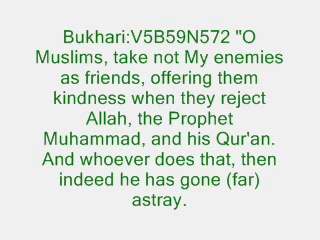 Bukhari:V5B59N572 "O
Muslims, take not My enemies
as friends, offering them
kindness when they reject
Allah, the Prophet
Muhammad, and his Qur'an.
And whoever does that, then
indeed he has gone (far)
astray.